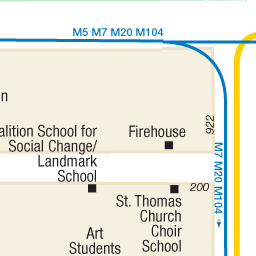 M5 M7 M20 M104
n
alition School for
Social Change/
Landmark
School
Firehouse
922
M7 M20 M104
200
St. Thomas
Church
Choir
School
Art
Students